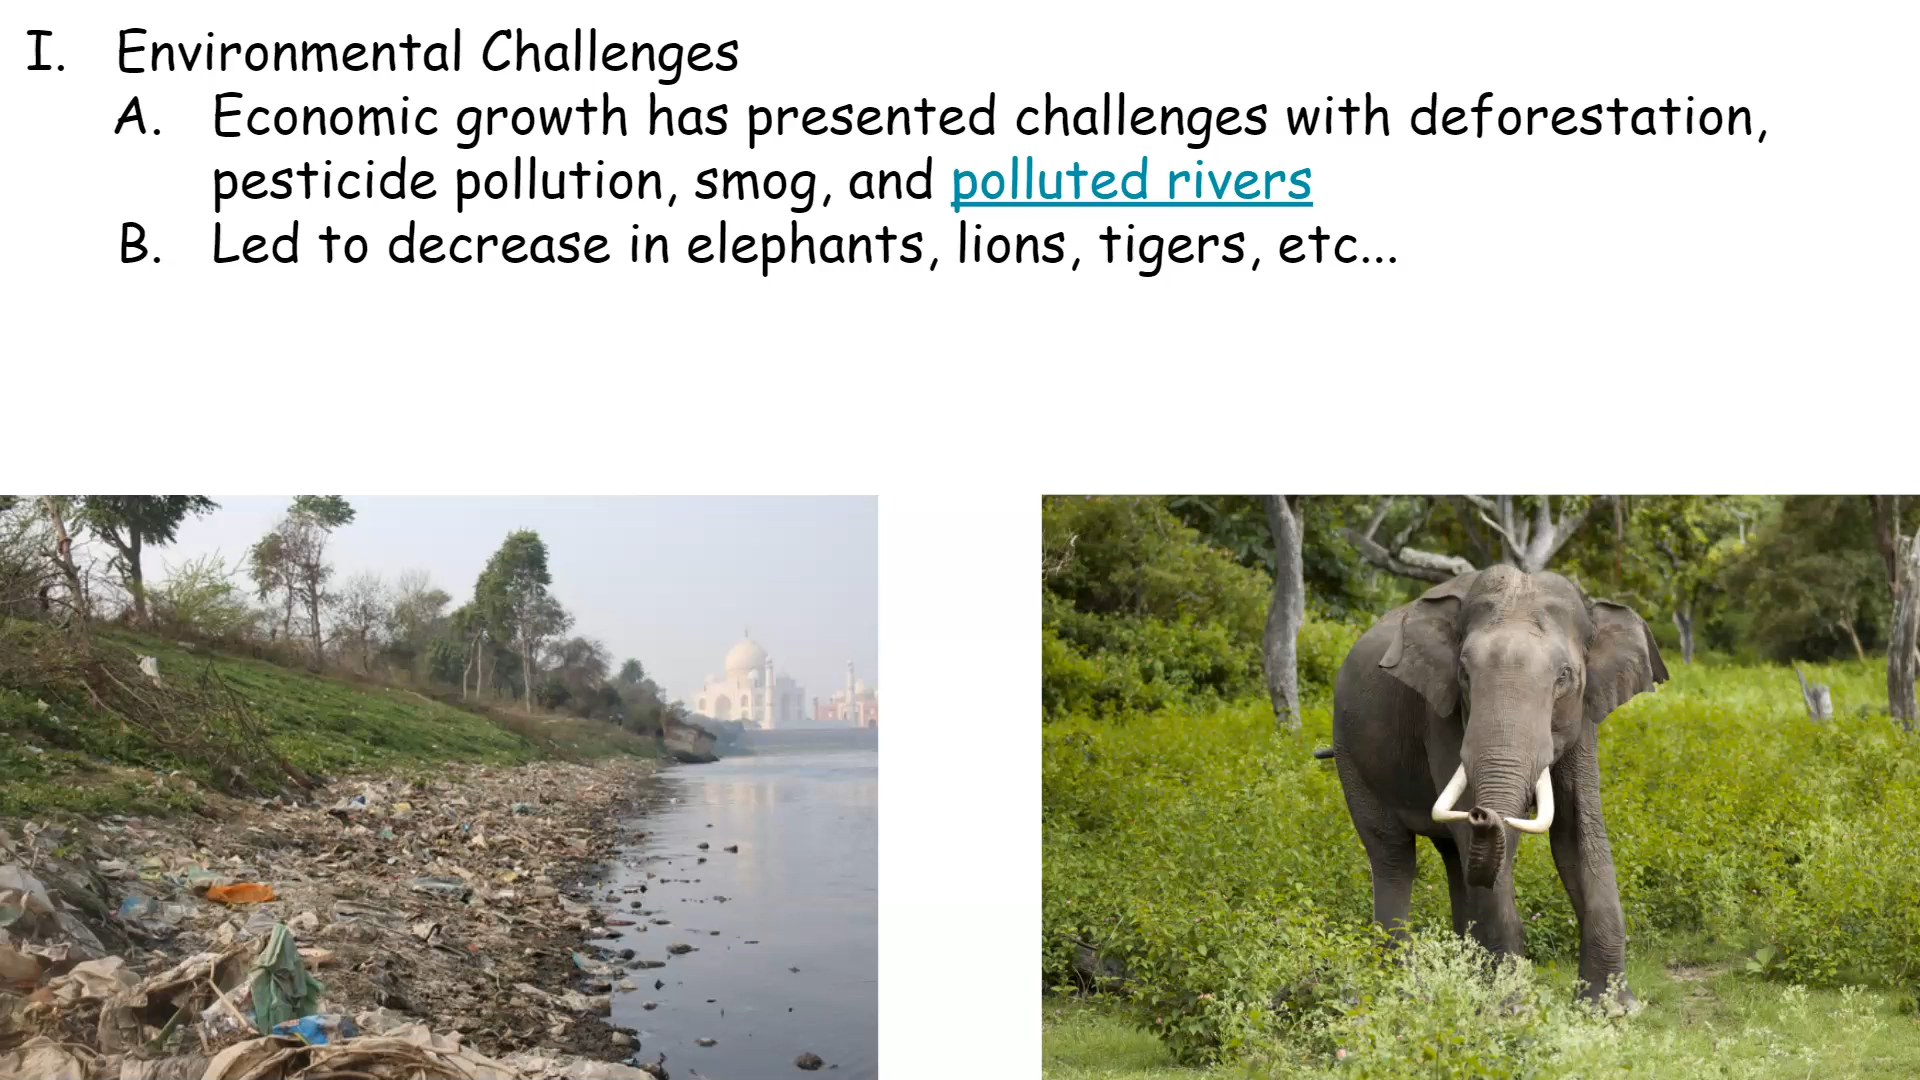 I. Environmental Challenges
A. Economic growth has presented challenges with deforestation,
pesticide pollution, smog, and polluted rivers
B. Led to decrease in elephants, lions, tigers, etc...